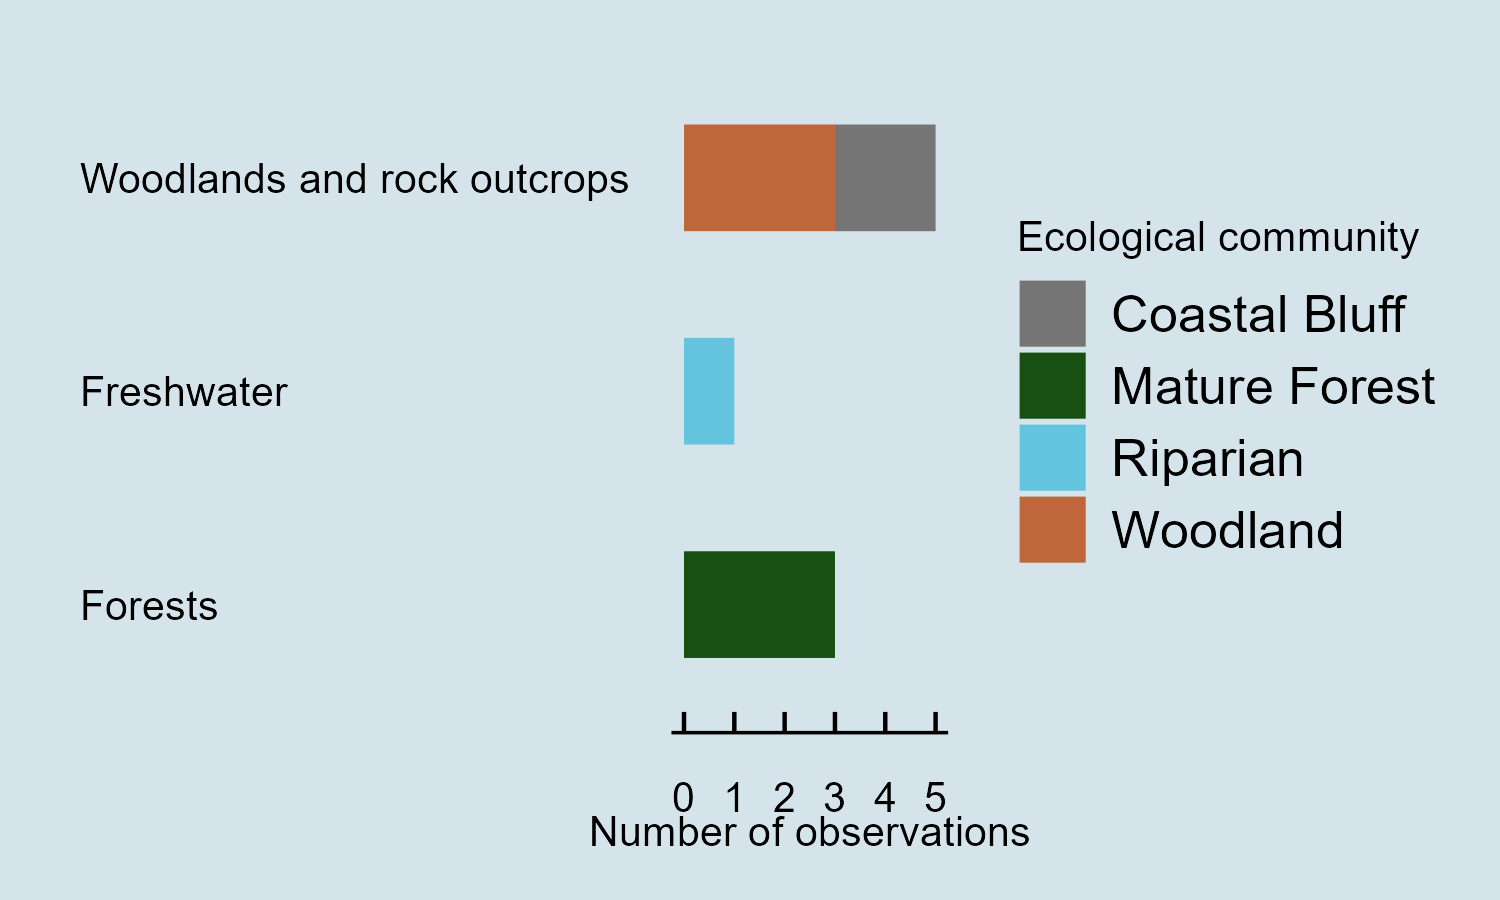 Woodlands and rock outcrops
Freshwater
Forests
0 1 2 3 4 5
Number of observations
Ecological community
Coastal Bluff
Mature Forest
Riparian
Woodland